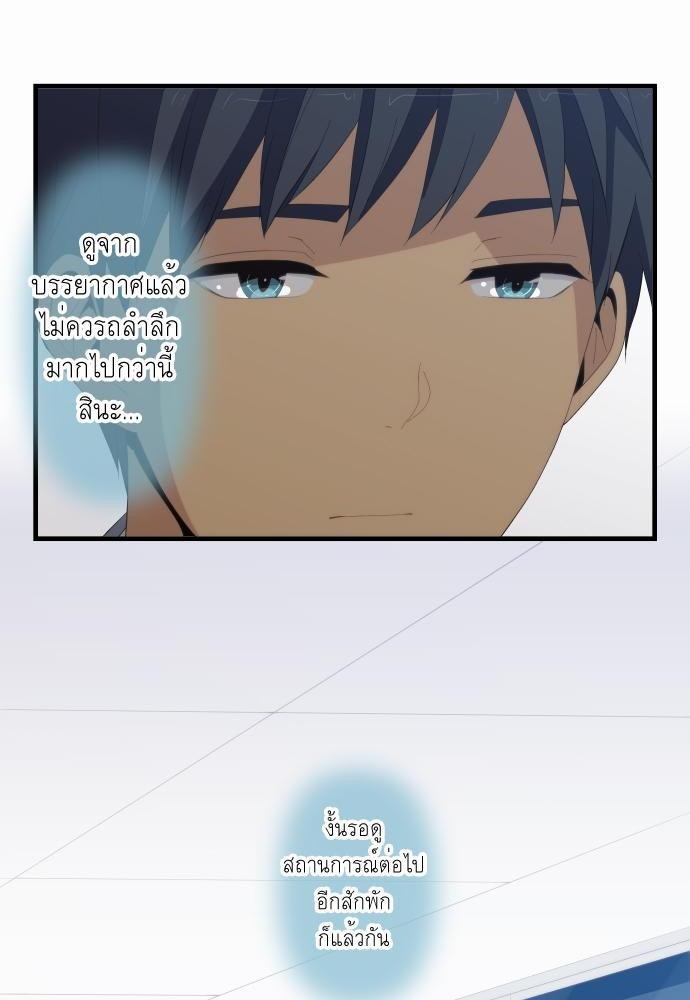 ดูจาก
บรรยากาศแล้ว
ไม่ควรถลำลึก
มากไปกว่านี้
สินะ...
งั้นรอดู
สถานการณ์ต่อไป
อีกสักพัก
ก็แล้วกัน